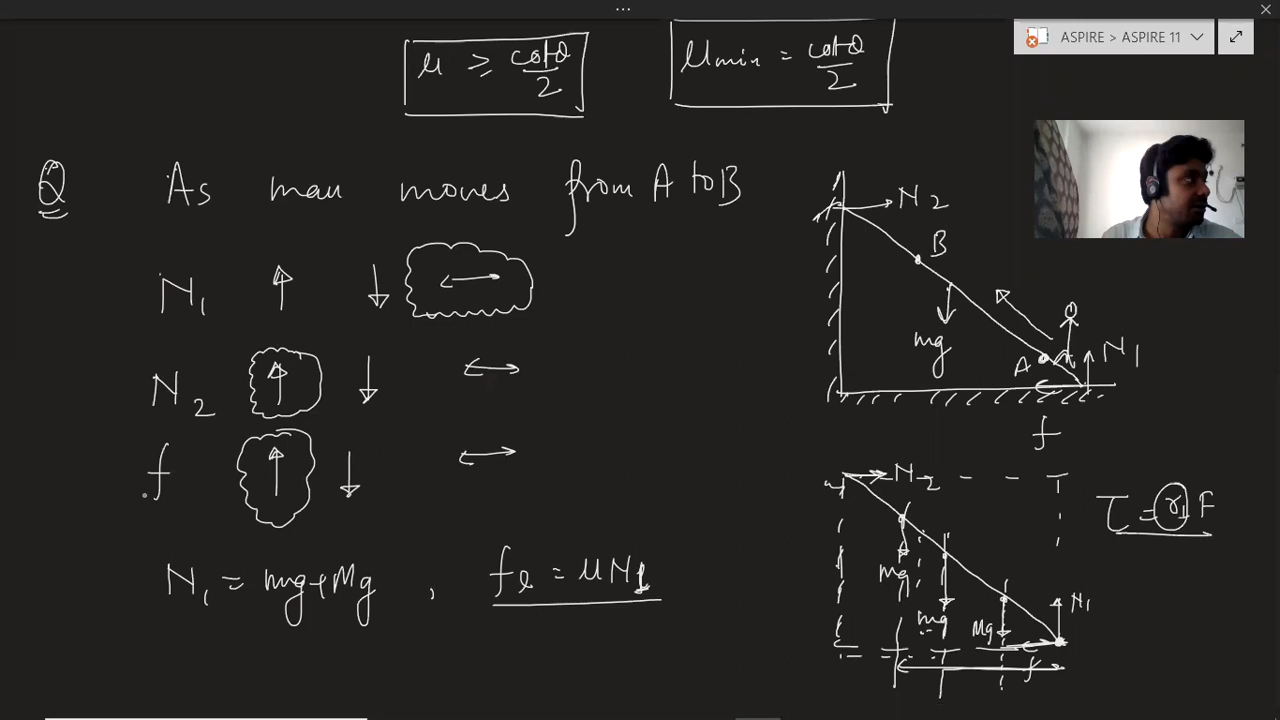 ASPIRE > ASPIRE 11
μ ≥ cotθ/2
μmin = cotθ/2
Q As man moves from A to B
N1 ↑ ↓ ↔
N2 ↑ ↓ ↔
f ↑ ↓ ↔
N1 = mg+Mg , fl = μN1
N2
B
mg
A
N1
f
N2
τ = r⊥ F
mg
mg
Mg
N1
f